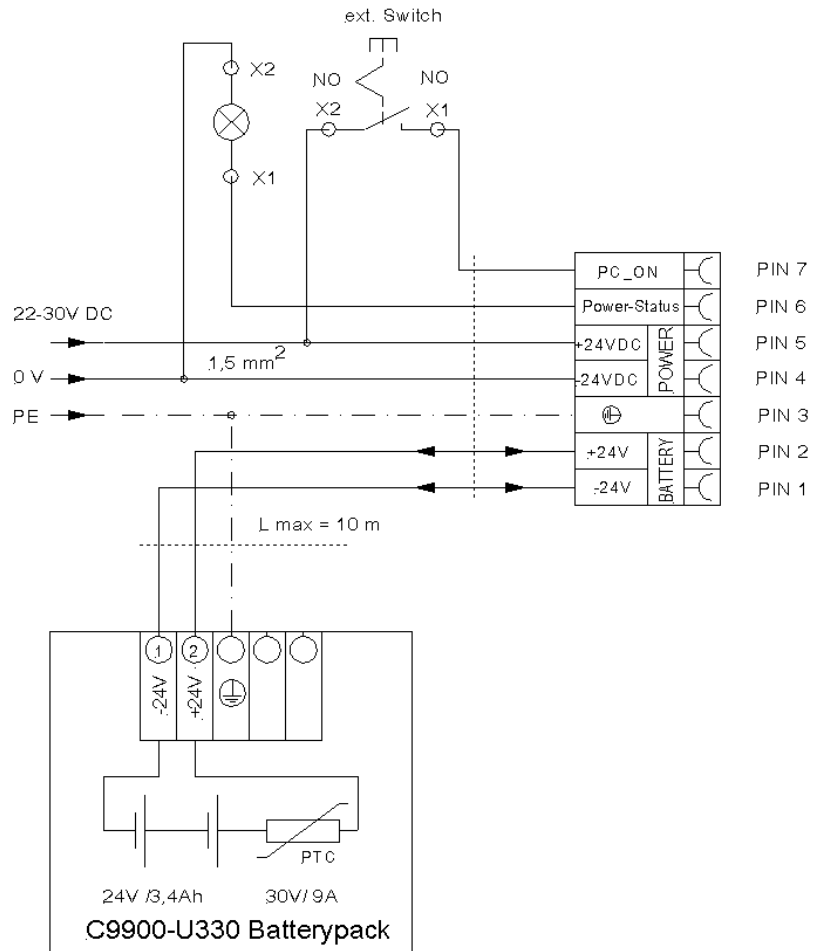 ext. Switch
X2
NO
NO
X2
X1
X1
PC_ON
PIN 7
Power-Status
PIN 6
22-30V DC
+24VDC
POWER
PIN 5
0 V
1,5 mm²
-24VDC
PIN 4
PE
PIN 3
+24V
BATTERY
PIN 2
-24V
PIN 1
L max = 10 m
1
2
-24V
+24V
PTC
24V /3,4Ah
30V/ 9A
C9900-U330 Batterypack